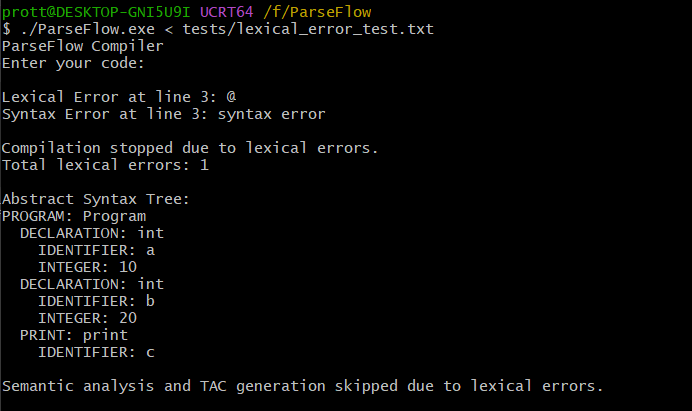 prott@DESKTOP-GNI5U9I UCRT64 /f/ParseFlow
$ ./ParseFlow.exe < tests/lexical_error_test.txt
ParseFlow Compiler
Enter your code:
Lexical Error at line 3: @
Syntax Error at line 3: syntax error
Compilation stopped due to lexical errors.
Total lexical errors: 1
Abstract Syntax Tree:
PROGRAM: Program
  DECLARATION: int
    IDENTIFIER: a
    INTEGER: 10
  DECLARATION: int
    IDENTIFIER: b
    INTEGER: 20
  PRINT: print
    IDENTIFIER: c
Semantic analysis and TAC generation skipped due to lexical errors.